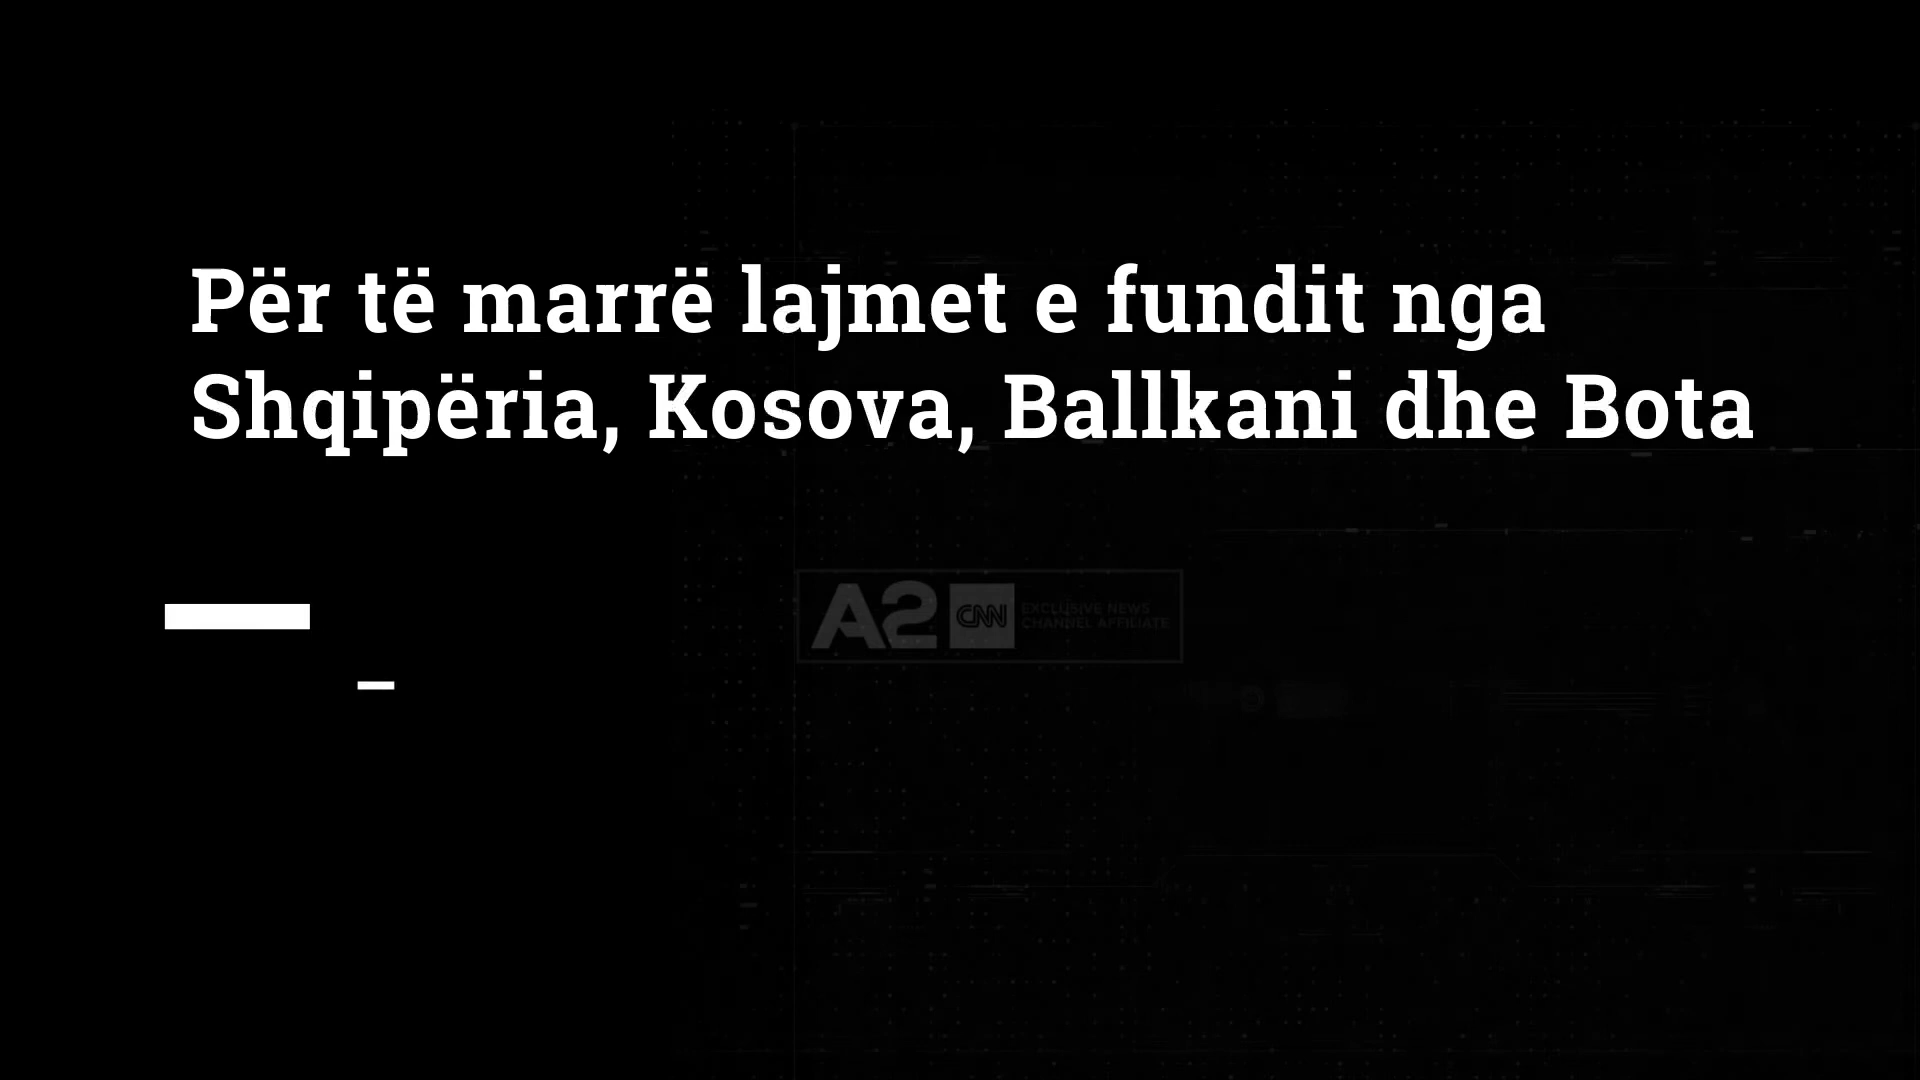 Për të marrë lajmet e fundit nga
Shqipëria, Kosova, Ballkani dhe Bota
A2 CNN EXCLUSIVE NEWS
CHANNEL AFFILIATE